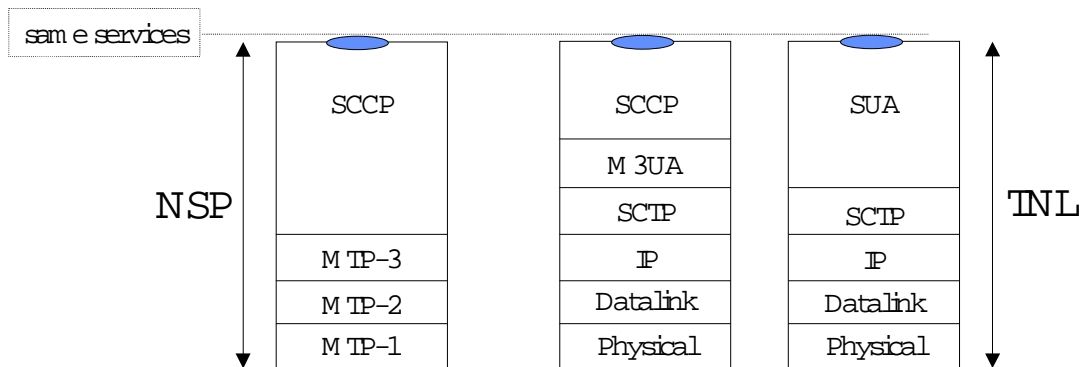 same services
SCCP
SCCP
SUA
M3UA
NSP
TNL
SCTP
SCTP
MTP-3
IP
IP
MTP-2
Datalink
Datalink
MTP-1
Physical
Physical